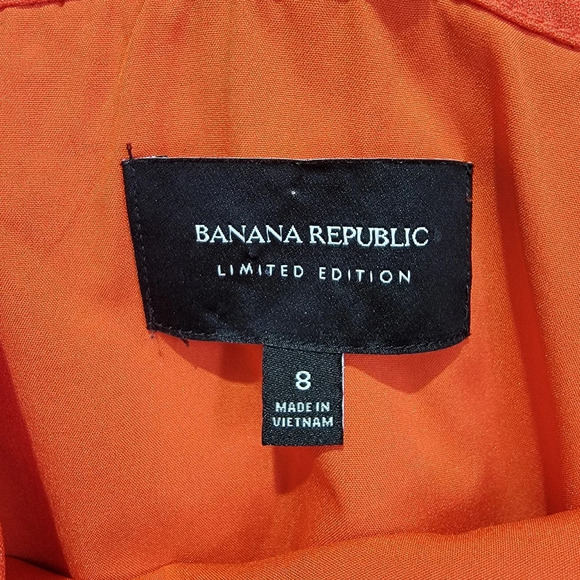 BANANA REPUBLIC
LIMITED EDITION
8
MADE IN
VIETNAM